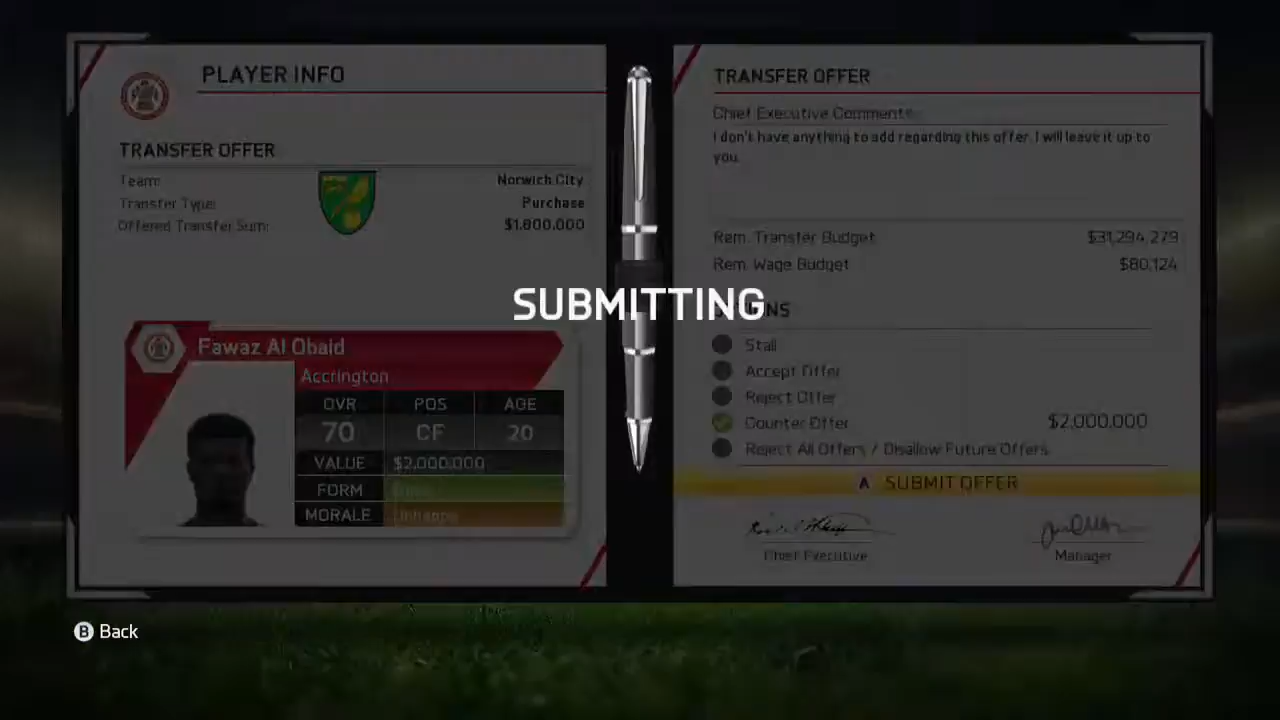 PLAYER INFO
TRANSFER OFFER
Team: Norwich City
Transfer Type: Purchase
Offered Transfer Sum: $1.800.000
Fawaz Al Obaid
Accrington
OVR POS AGE
70 CF 20
VALUE $2.000.000
FORM
MORALE Unhappy
SUBMITTING
TRANSFER OFFER
Chief Executive Comments:
I don't have anything to add regarding this offer. I will leave it up to
you.
Rem. Transfer Budget $31,294,279
Rem. Wage Budget $80,124
Stall
Accept Offer
Reject Offer
Counter Offer $2,000,000
Reject All Offers / Disallow Future Offers
A SUBMIT OFFER
Chief Executive Manager
B Back